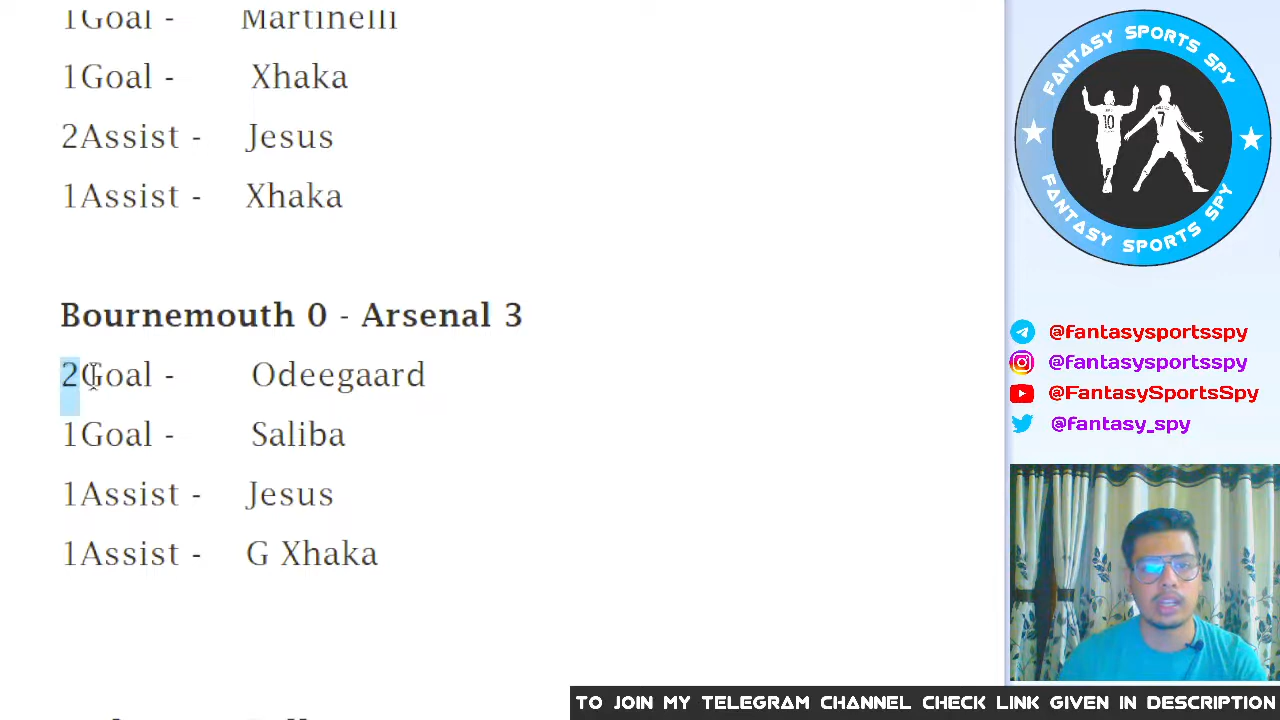 1Goal - Martinelli
1Goal - Xhaka
2Assist - Jesus
1Assist - Xhaka
Bournemouth 0 - Arsenal 3
2Goal - Odeegaard
1Goal - Saliba
1Assist - Jesus
1Assist - G Xhaka
FANTASY SPORTS SPY
10
7
FANTASY SPORTS SPY
@fantasysportsspy
@fantasysportsspy
@FantasySportsSpy
@fantasy_spy
TO JOIN MY TELEGRAM CHANNEL CHECK LINK GIVEN IN DESCRIPTION